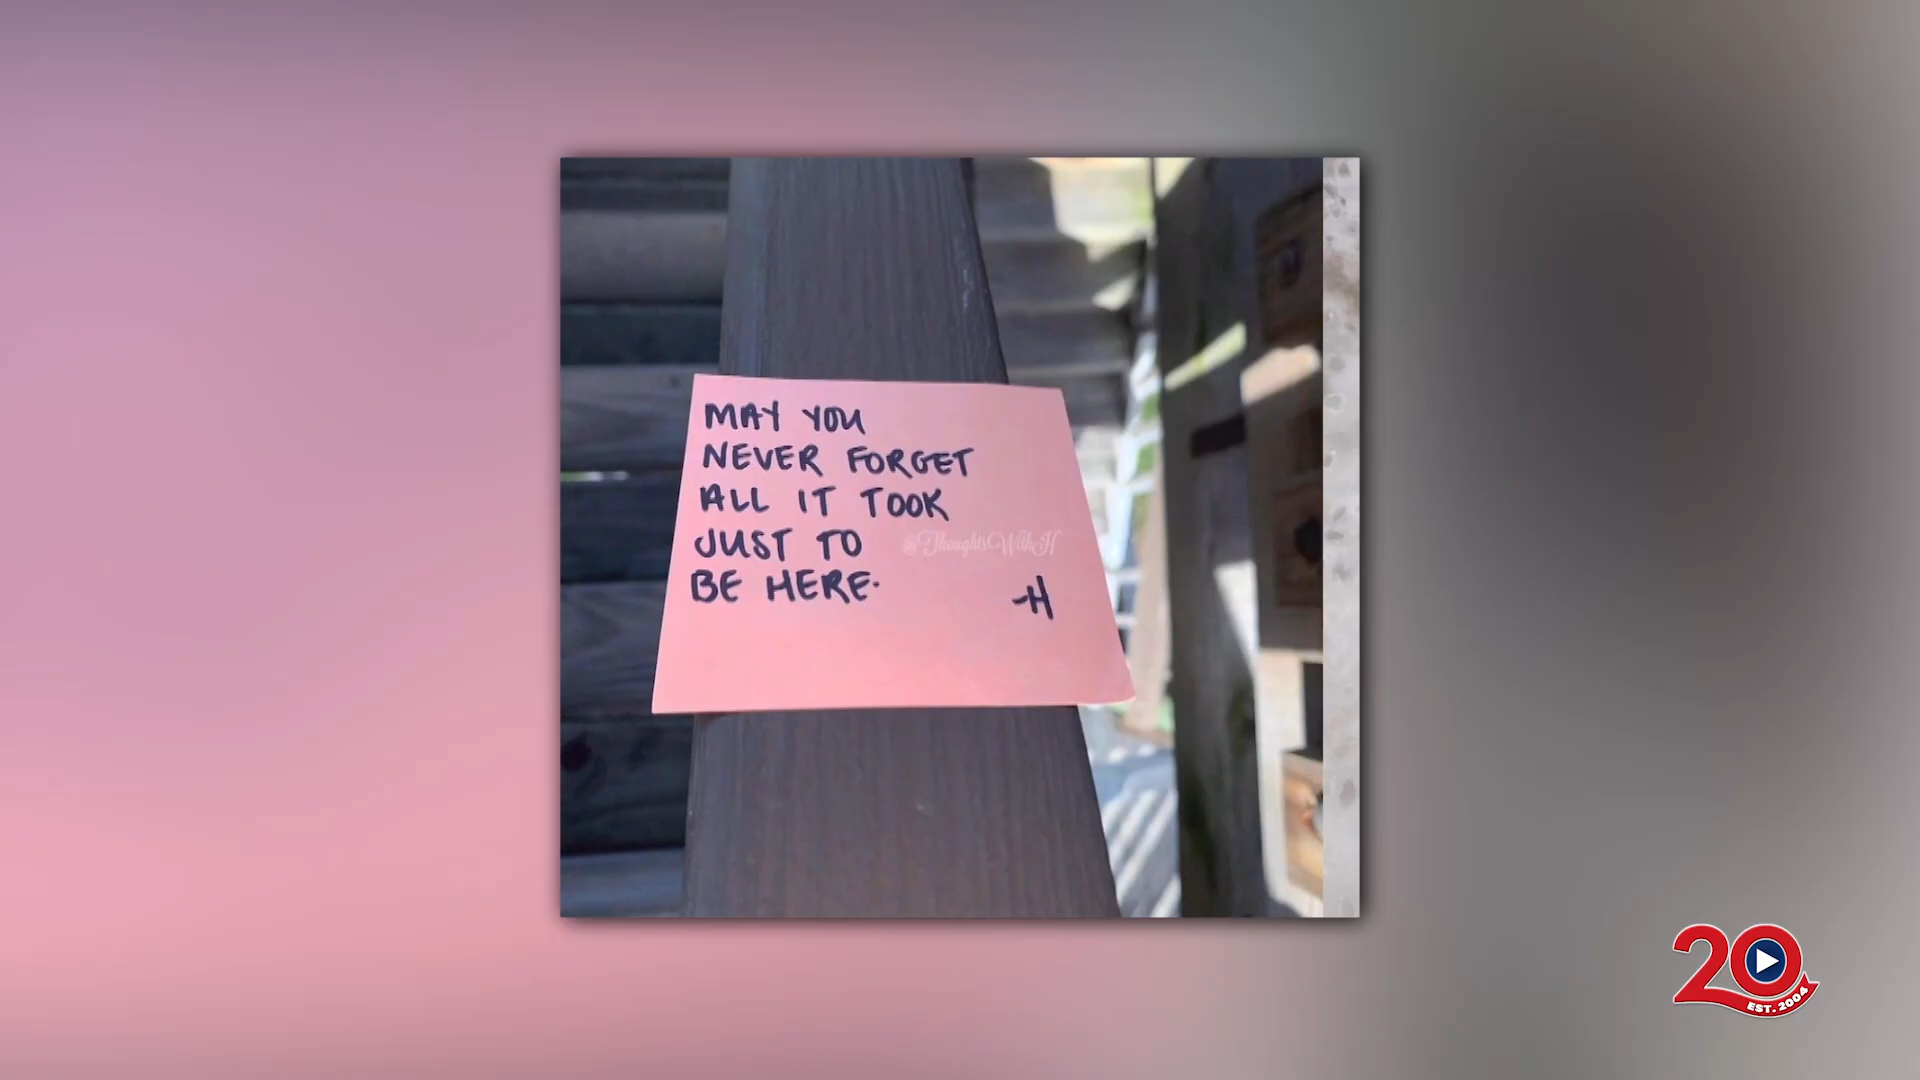 MAY YOU
NEVER FORGET
ALL IT TOOK
JUST TO
BE HERE.
@ThoughtsWithH
-H
20
EST. 2004